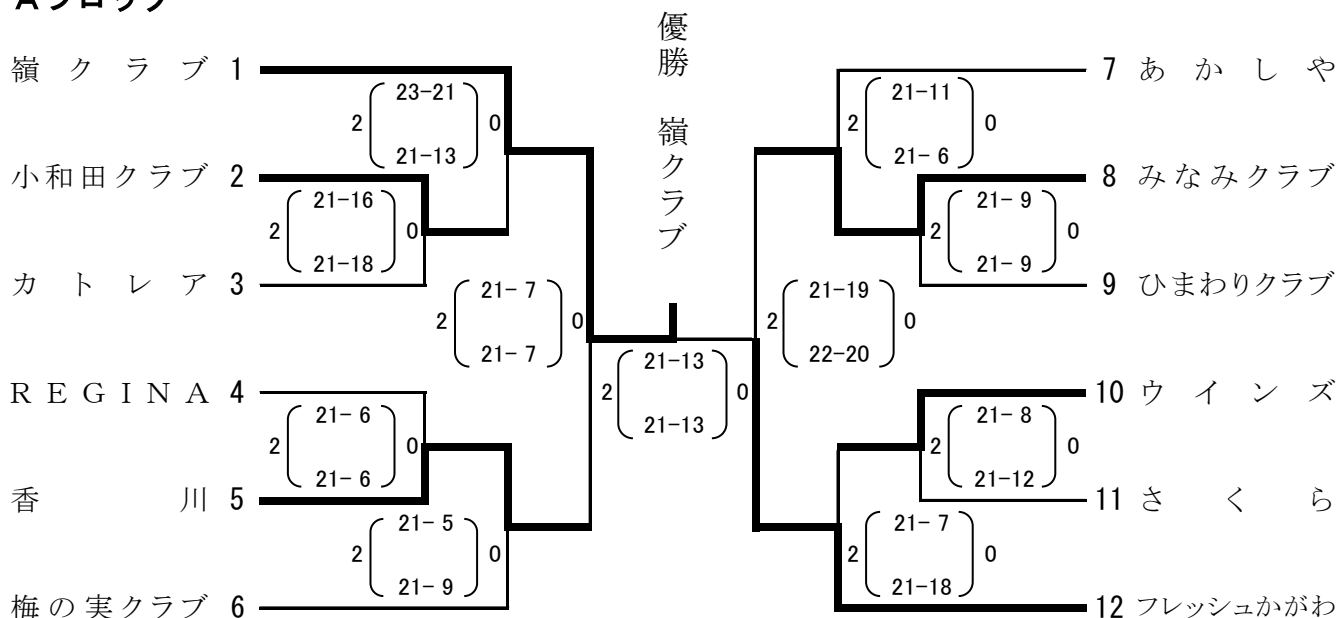 Aブロック
優勝 嶺クラブ
嶺クラブ 1
23-21
2 0
21-13
小和田クラブ 2
21-16
2 0
21-18
カトレア 3
21- 7
2 0
21- 7
REGINA 4
21- 6
2 0
21- 6
香川 5
21- 5
2 0
21- 9
梅の実クラブ 6
21-13
2 0
21-13
7 あかしや
21-11
2 0
21- 6
8 みなみクラブ
21- 9
2 0
21- 9
9 ひまわりクラブ
21-19
2 0
22-20
10 ウインズ
21- 8
2 0
21-12
11 さくら
21- 7
2 0
21-18
12 フレッシュかがわ